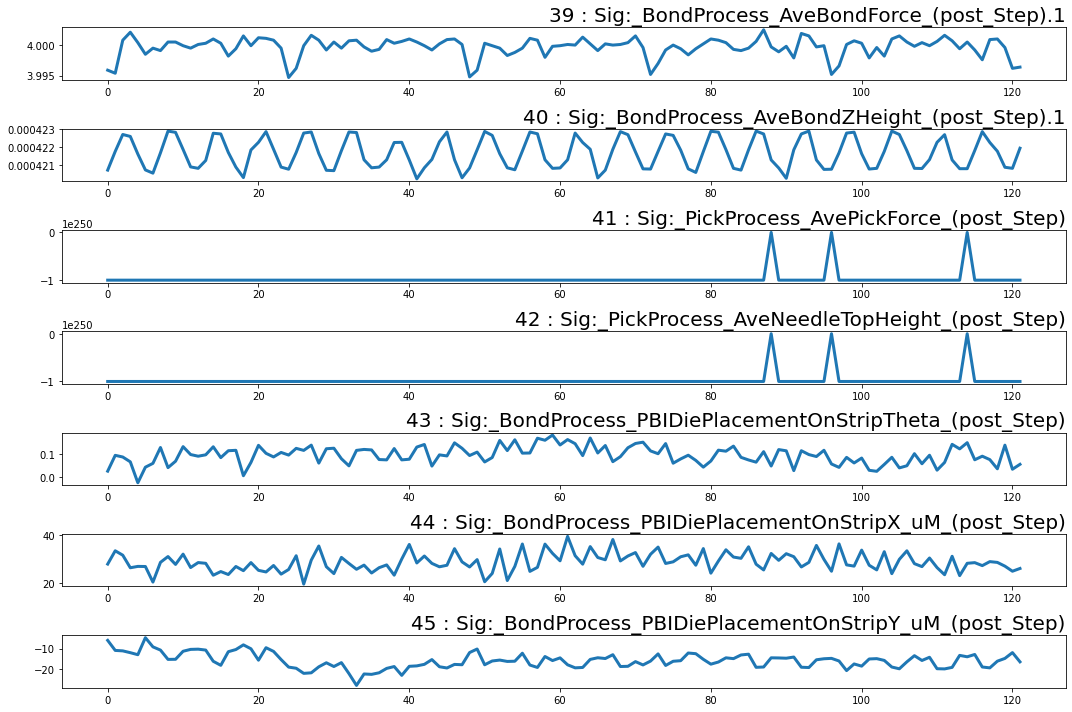 39 : Sig:_BondProcess_AveBondForce_(post_Step).1
4.000
3.995
0 20 40 60 80 100 120
40 : Sig:_BondProcess_AveBondZHeight_(post_Step).1
0.000423
0.000422
0.000421
0 20 40 60 80 100 120
41 : Sig:_PickProcess_AvePickForce_(post_Step)
1e250
0
−1
0 20 40 60 80 100 120
42 : Sig:_PickProcess_AveNeedleTopHeight_(post_Step)
1e250
0
−1
0 20 40 60 80 100 120
43 : Sig:_BondProcess_PBIDiePlacementOnStripTheta_(post_Step)
0.1
0.0
0 20 40 60 80 100 120
44 : Sig:_BondProcess_PBIDiePlacementOnStripX_uM_(post_Step)
40
20
0 20 40 60 80 100 120
45 : Sig:_BondProcess_PBIDiePlacementOnStripY_uM_(post_Step)
−10
−20
0 20 40 60 80 100 120